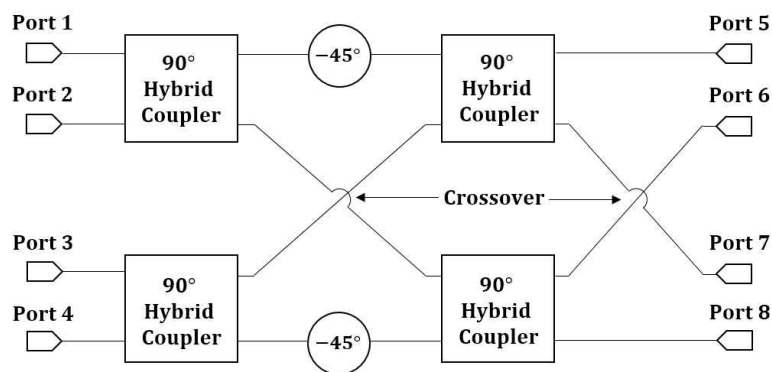 Port 1
Port 5
−45°
90°
Hybrid
Coupler
90°
Hybrid
Coupler
Port 2
Port 6
Crossover
Port 3
Port 7
90°
Hybrid
Coupler
90°
Hybrid
Coupler
Port 4
Port 8
−45°